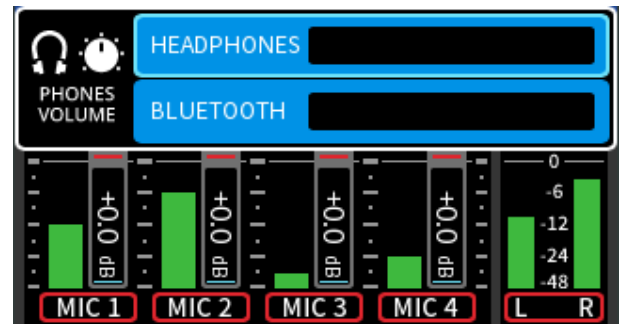 HEADPHONES
PHONES
VOLUME
BLUETOOTH
+0.0 dB
+0.0 dB
+0.0 dB
+0.0 dB
0
-6
-12
-24
-48
MIC 1
MIC 2
MIC 3
MIC 4
L
R